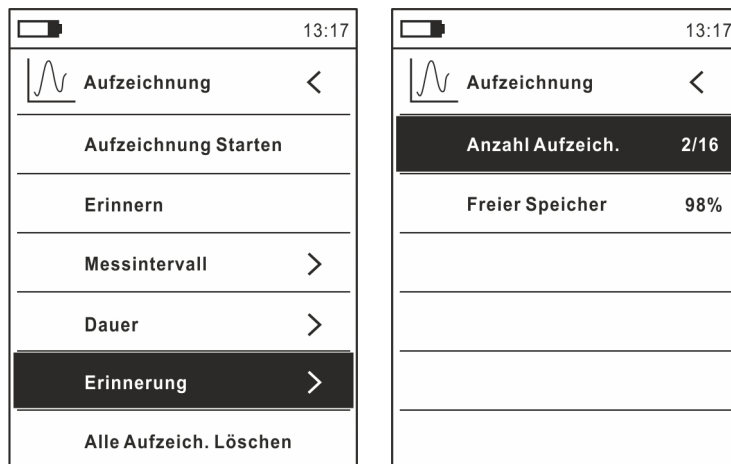 13:17
Aufzeichnung
Aufzeichnung Starten
Erinnern
Messintervall
Dauer
Erinnerung
Alle Aufzeich. Löschen
13:17
Aufzeichnung
Anzahl Aufzeich. 2/16
Freier Speicher 98%